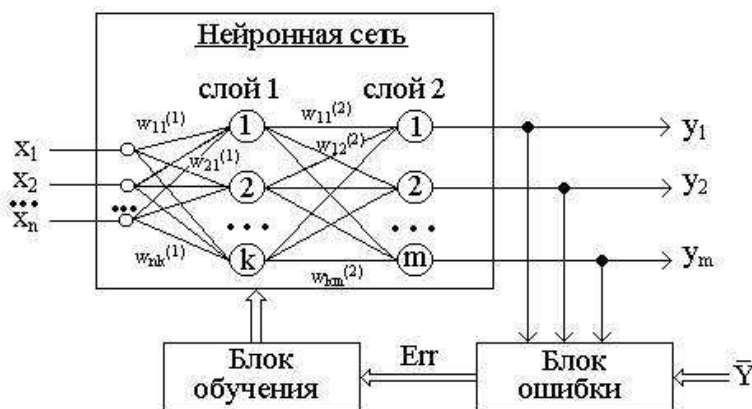 Нейронная сеть
слой 1 слой 2
w₁₁⁽¹⁾ w₁₁⁽²⁾
x₁ 1 1 y₁
w₂₁⁽¹⁾ w₁₂⁽²⁾
x₂ 2 2 y₂
••• ••• ••• •••
xₙ
wₙₖ⁽¹⁾ k wₖₘ⁽²⁾ m yₘ
Блок обучения
Err
Блок ошибки
Ȳ